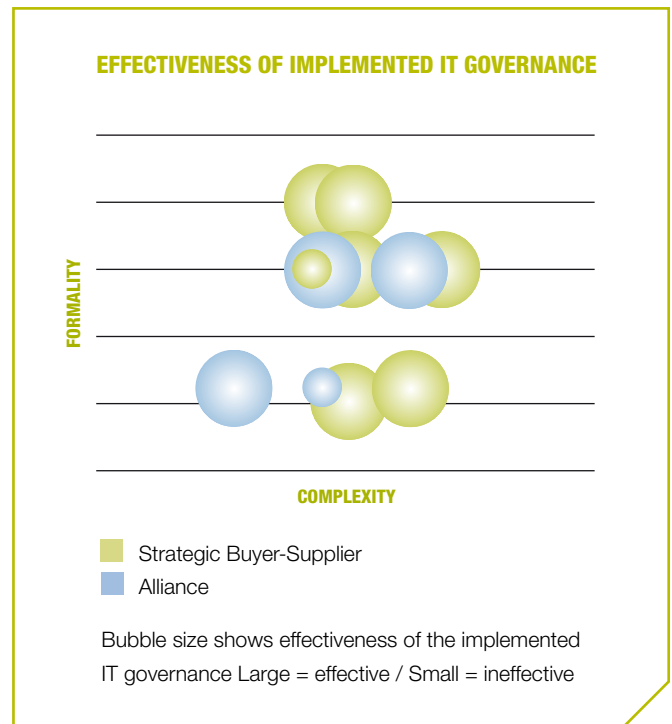 EFFECTIVENESS OF IMPLEMENTED IT GOVERNANCE
FORMALITY
COMPLEXITY
Strategic Buyer-Supplier
Alliance
Bubble size shows effectiveness of the implemented
IT governance Large = effective / Small = ineffective